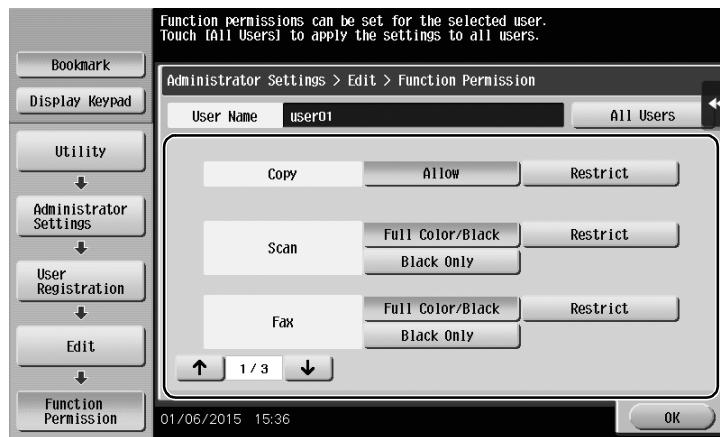 Function permissions can be set for the selected user.
Touch [All Users] to apply the settings to all users.
Bookmark
Display Keypad
Utility
Administrator
Settings
User
Registration
Edit
Function
Permission
Administrator Settings > Edit > Function Permission
User Name user01 All Users
Copy Allow Restrict
Scan Full Color/Black Restrict
Black Only
Fax Full Color/Black Restrict
Black Only
1/3
01/06/2015 15:36
OK